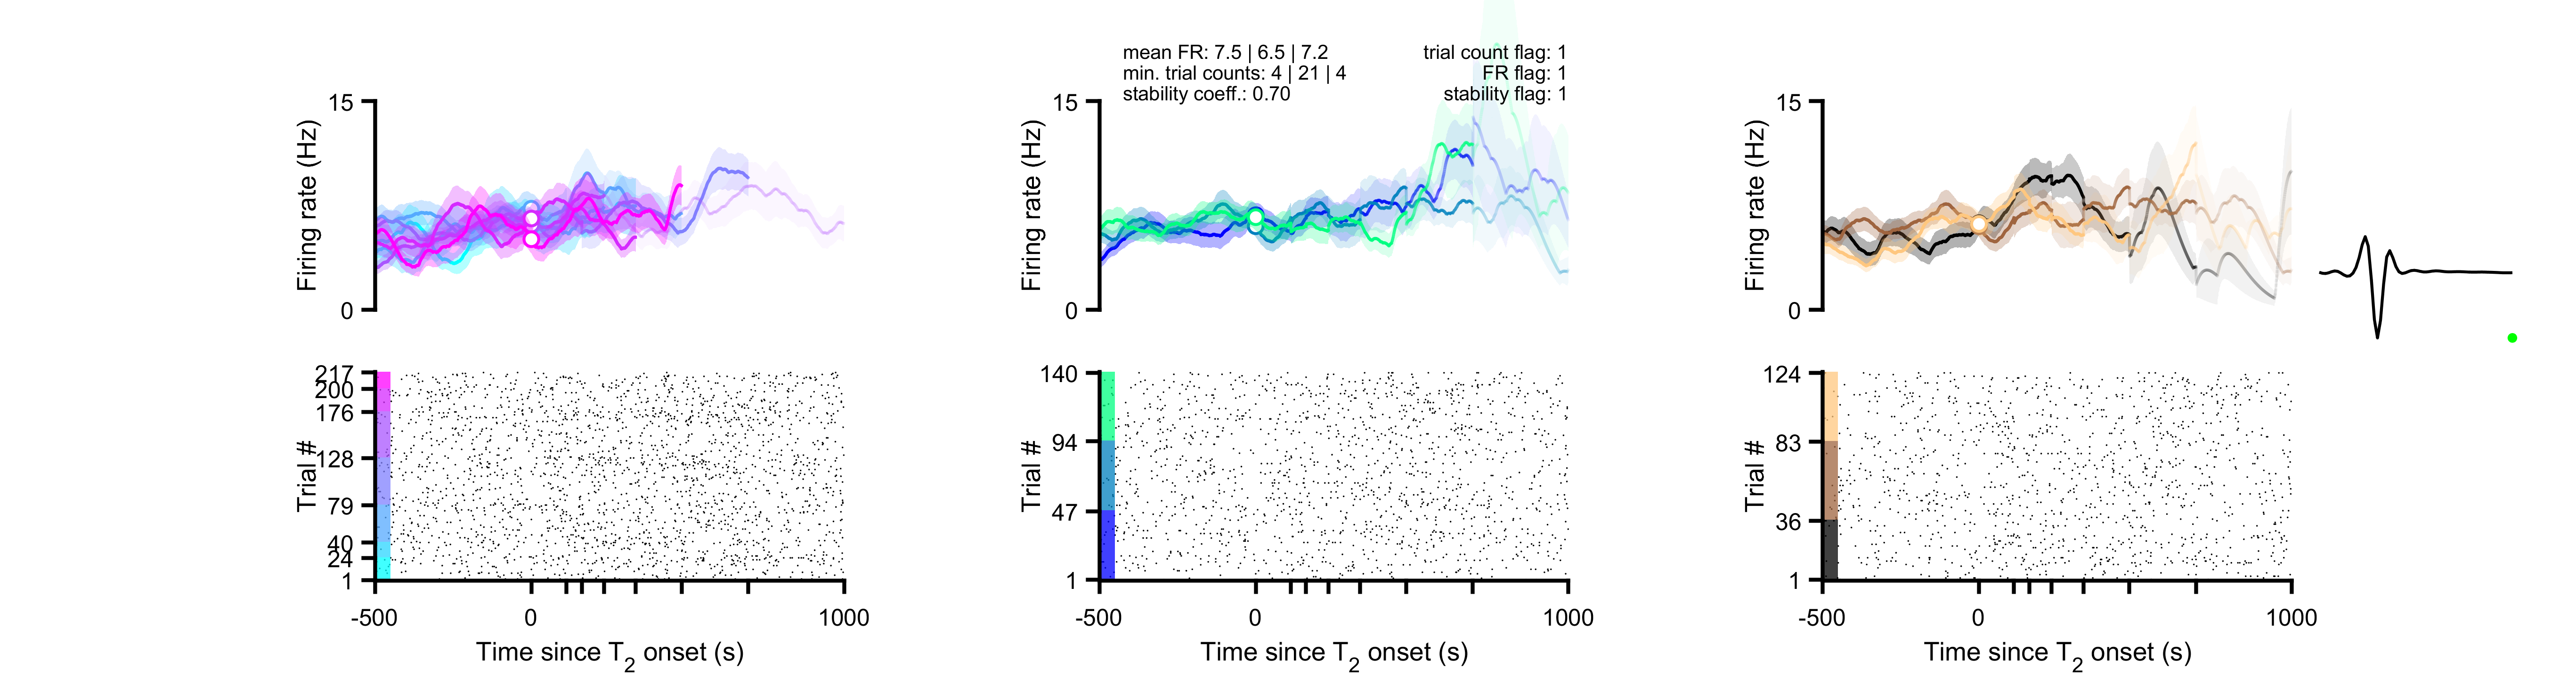 mean FR: 7.5 | 6.5 | 7.2
min. trial counts: 4 | 21 | 4
stability coeff.: 0.70
trial count flag: 1
FR flag: 1
stability flag: 1
15
Firing rate (Hz)
0
15
Firing rate (Hz)
0
15
Firing rate (Hz)
0
217
200
176
128
79
40
24
1
Trial #
140
94
47
1
Trial #
124
83
36
1
Trial #
-500 0 1000
Time since T2 onset (s)
-500 0 1000
Time since T2 onset (s)
-500 0 1000
Time since T2 onset (s)